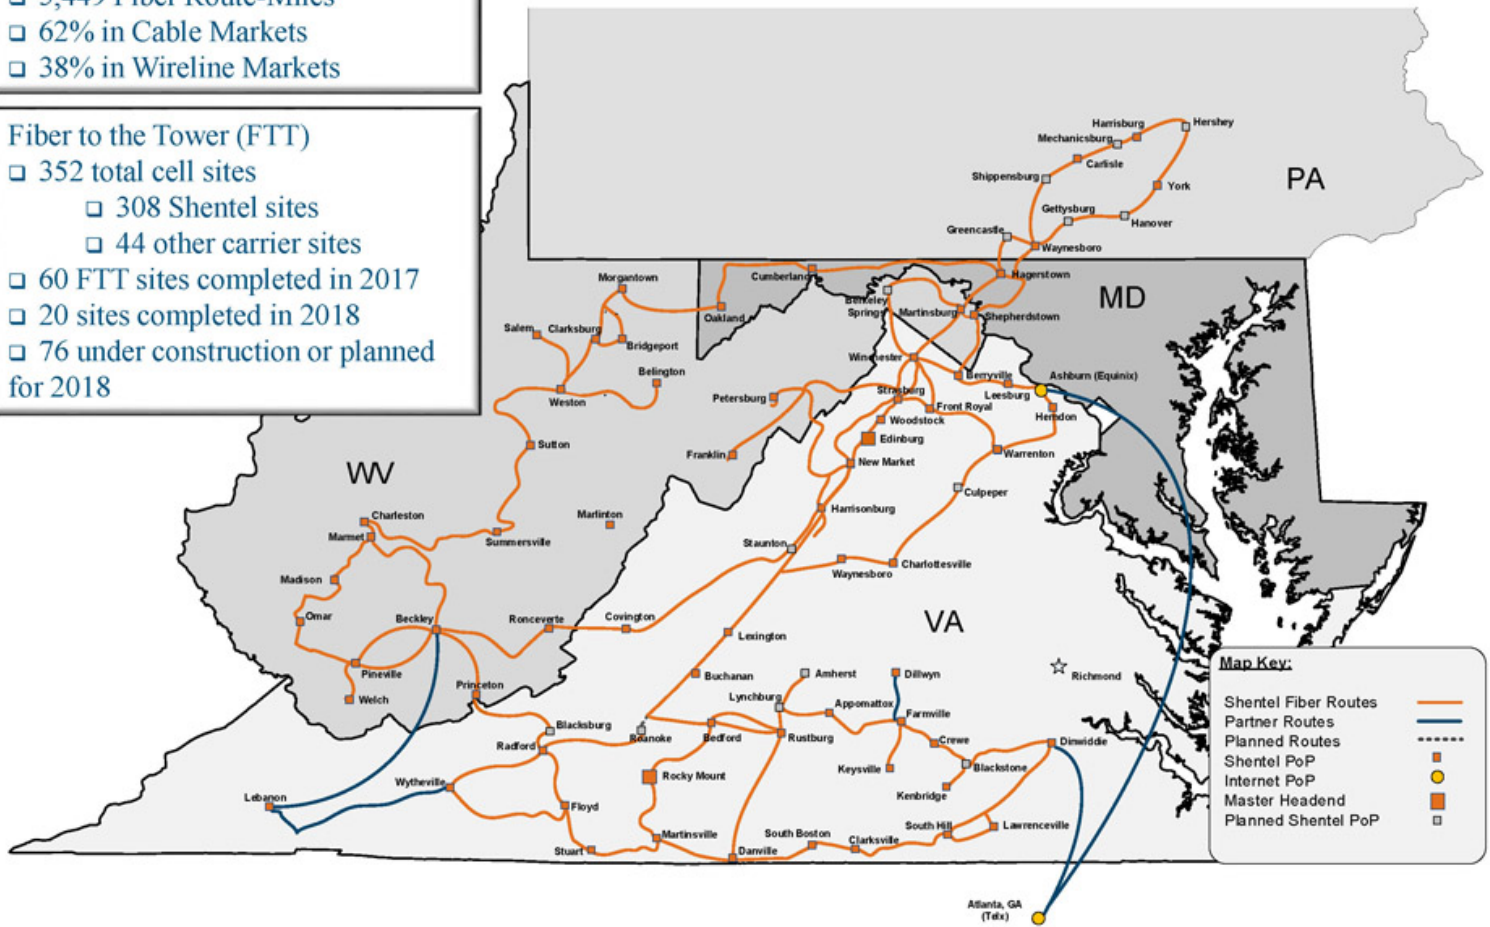 5,449 Fiber Route-Miles
❑ 62% in Cable Markets
❑ 38% in Wireline Markets
Fiber to the Tower (FTT)
❑ 352 total cell sites
❑ 308 Shentel sites
❑ 44 other carrier sites
❑ 60 FTT sites completed in 2017
❑ 20 sites completed in 2018
❑ 76 under construction or planned
for 2018
PA
Harrisburg
Hershey
Mechanicsburg
Carlisle
Shippensburg
York
Gettysburg
Hanover
Greencastle
Waynesboro
MD
Cumberland
Hagerstown
Oakland
Berkeley
Springs
Martinsburg
Shepherdstown
Morgantown
Salem
Clarksburg
Bridgeport
Belington
Weston
Winchester
Berryville
Leesburg
Ashburn (Equinix)
Herndon
Petersburg
Strasburg
Front Royal
Woodstock
Edinburg
Franklin
New Market
Warrenton
Culpeper
Sutton
WV
Charleston
Marmet
Summersville
Marlinton
Harrisonburg
Staunton
Waynesboro
Charlottesville
Madison
Omar
Beckley
Ronceverte
Covington
Lexington
VA
Pineville
Welch
Princeton
Buchanan
Amherst
Dillwyn
Richmond
Lynchburg
Appomattox
Farmville
Blacksburg
Roanoke
Bedford
Rustburg
Crewe
Dinwiddie
Radford
Rocky Mount
Keysville
Blackstone
Kenbridge
Wytheville
Lebanon
Floyd
Martinsville
South Boston
Clarksville
South Hill
Lawrenceville
Stuart
Danville
Atlanta, GA
(Telx)
Map Key:
Shentel Fiber Routes
Partner Routes
Planned Routes
Shentel PoP
Internet PoP
Master Headend
Planned Shentel PoP